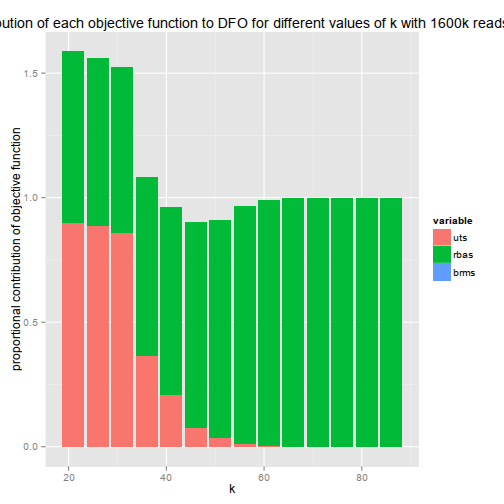 of each objective function to DFO for different values of k with 1600k reads
proportional contribution of objective function
1.5
1.0
0.5
0.0
20 40 60 80
k
variable
uts
rbas
brms